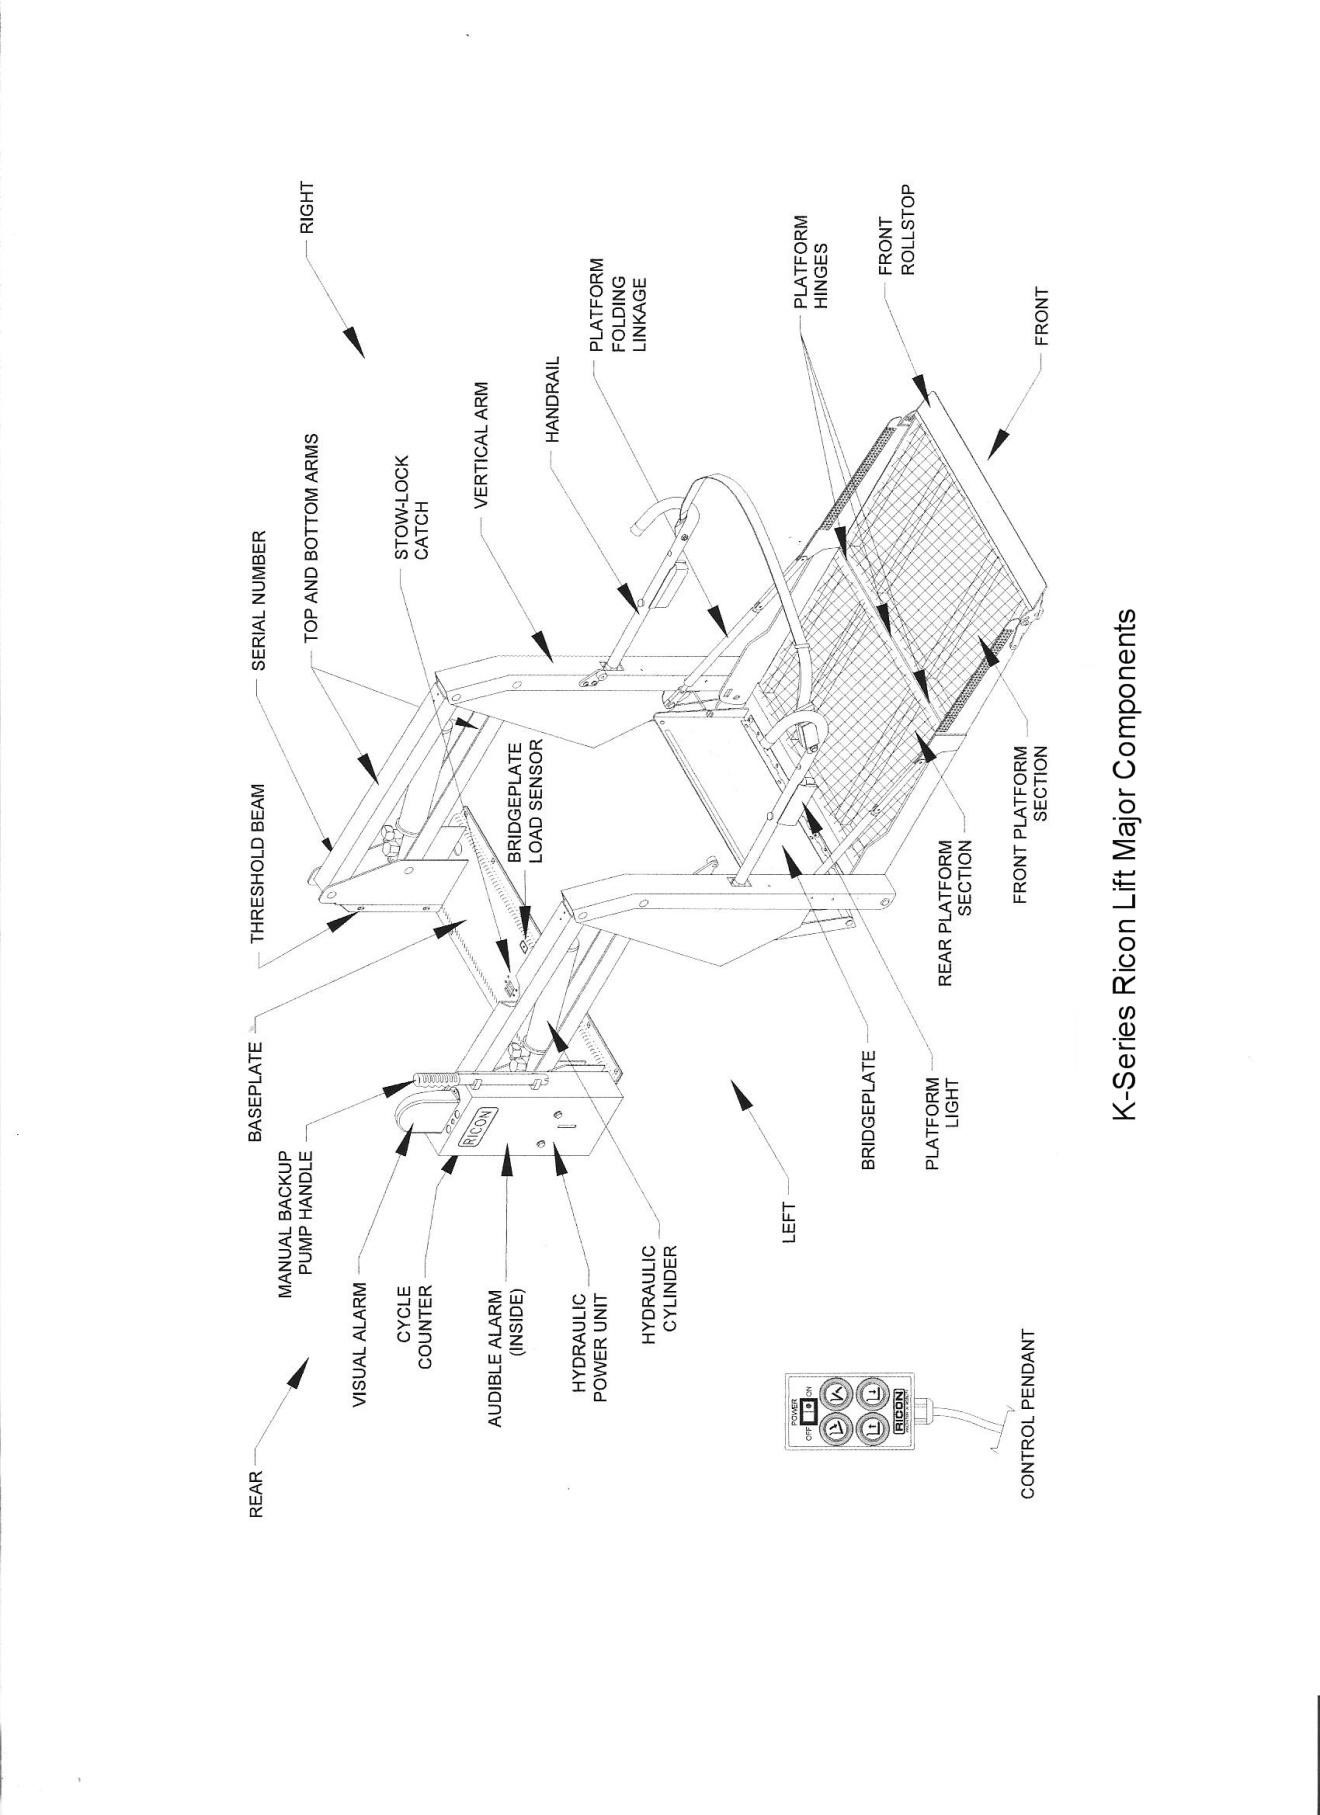 REAR
MANUAL BACKUP
PUMP HANDLE
BASEPLATE
THRESHOLD BEAM
SERIAL NUMBER
TOP AND BOTTOM ARMS
RIGHT
VISUAL ALARM
CYCLE
COUNTER
STOW-LOCK
CATCH
VERTICAL ARM
AUDIBLE ALARM
(INSIDE)
BRIDGEPLATE
LOAD SENSOR
HANDRAIL
HYDRAULIC
POWER UNIT
PLATFORM
FOLDING
LINKAGE
HYDRAULIC
CYLINDER
RICON
LEFT
PLATFORM
HINGES
FRONT
ROLLSTOP
BRIDGEPLATE
PLATFORM
LIGHT
REAR PLATFORM
SECTION
FRONT PLATFORM
SECTION
FRONT
POWER
OFF
ON
RICON
CONTROL PENDANT
K-Series Ricon Lift Major Components